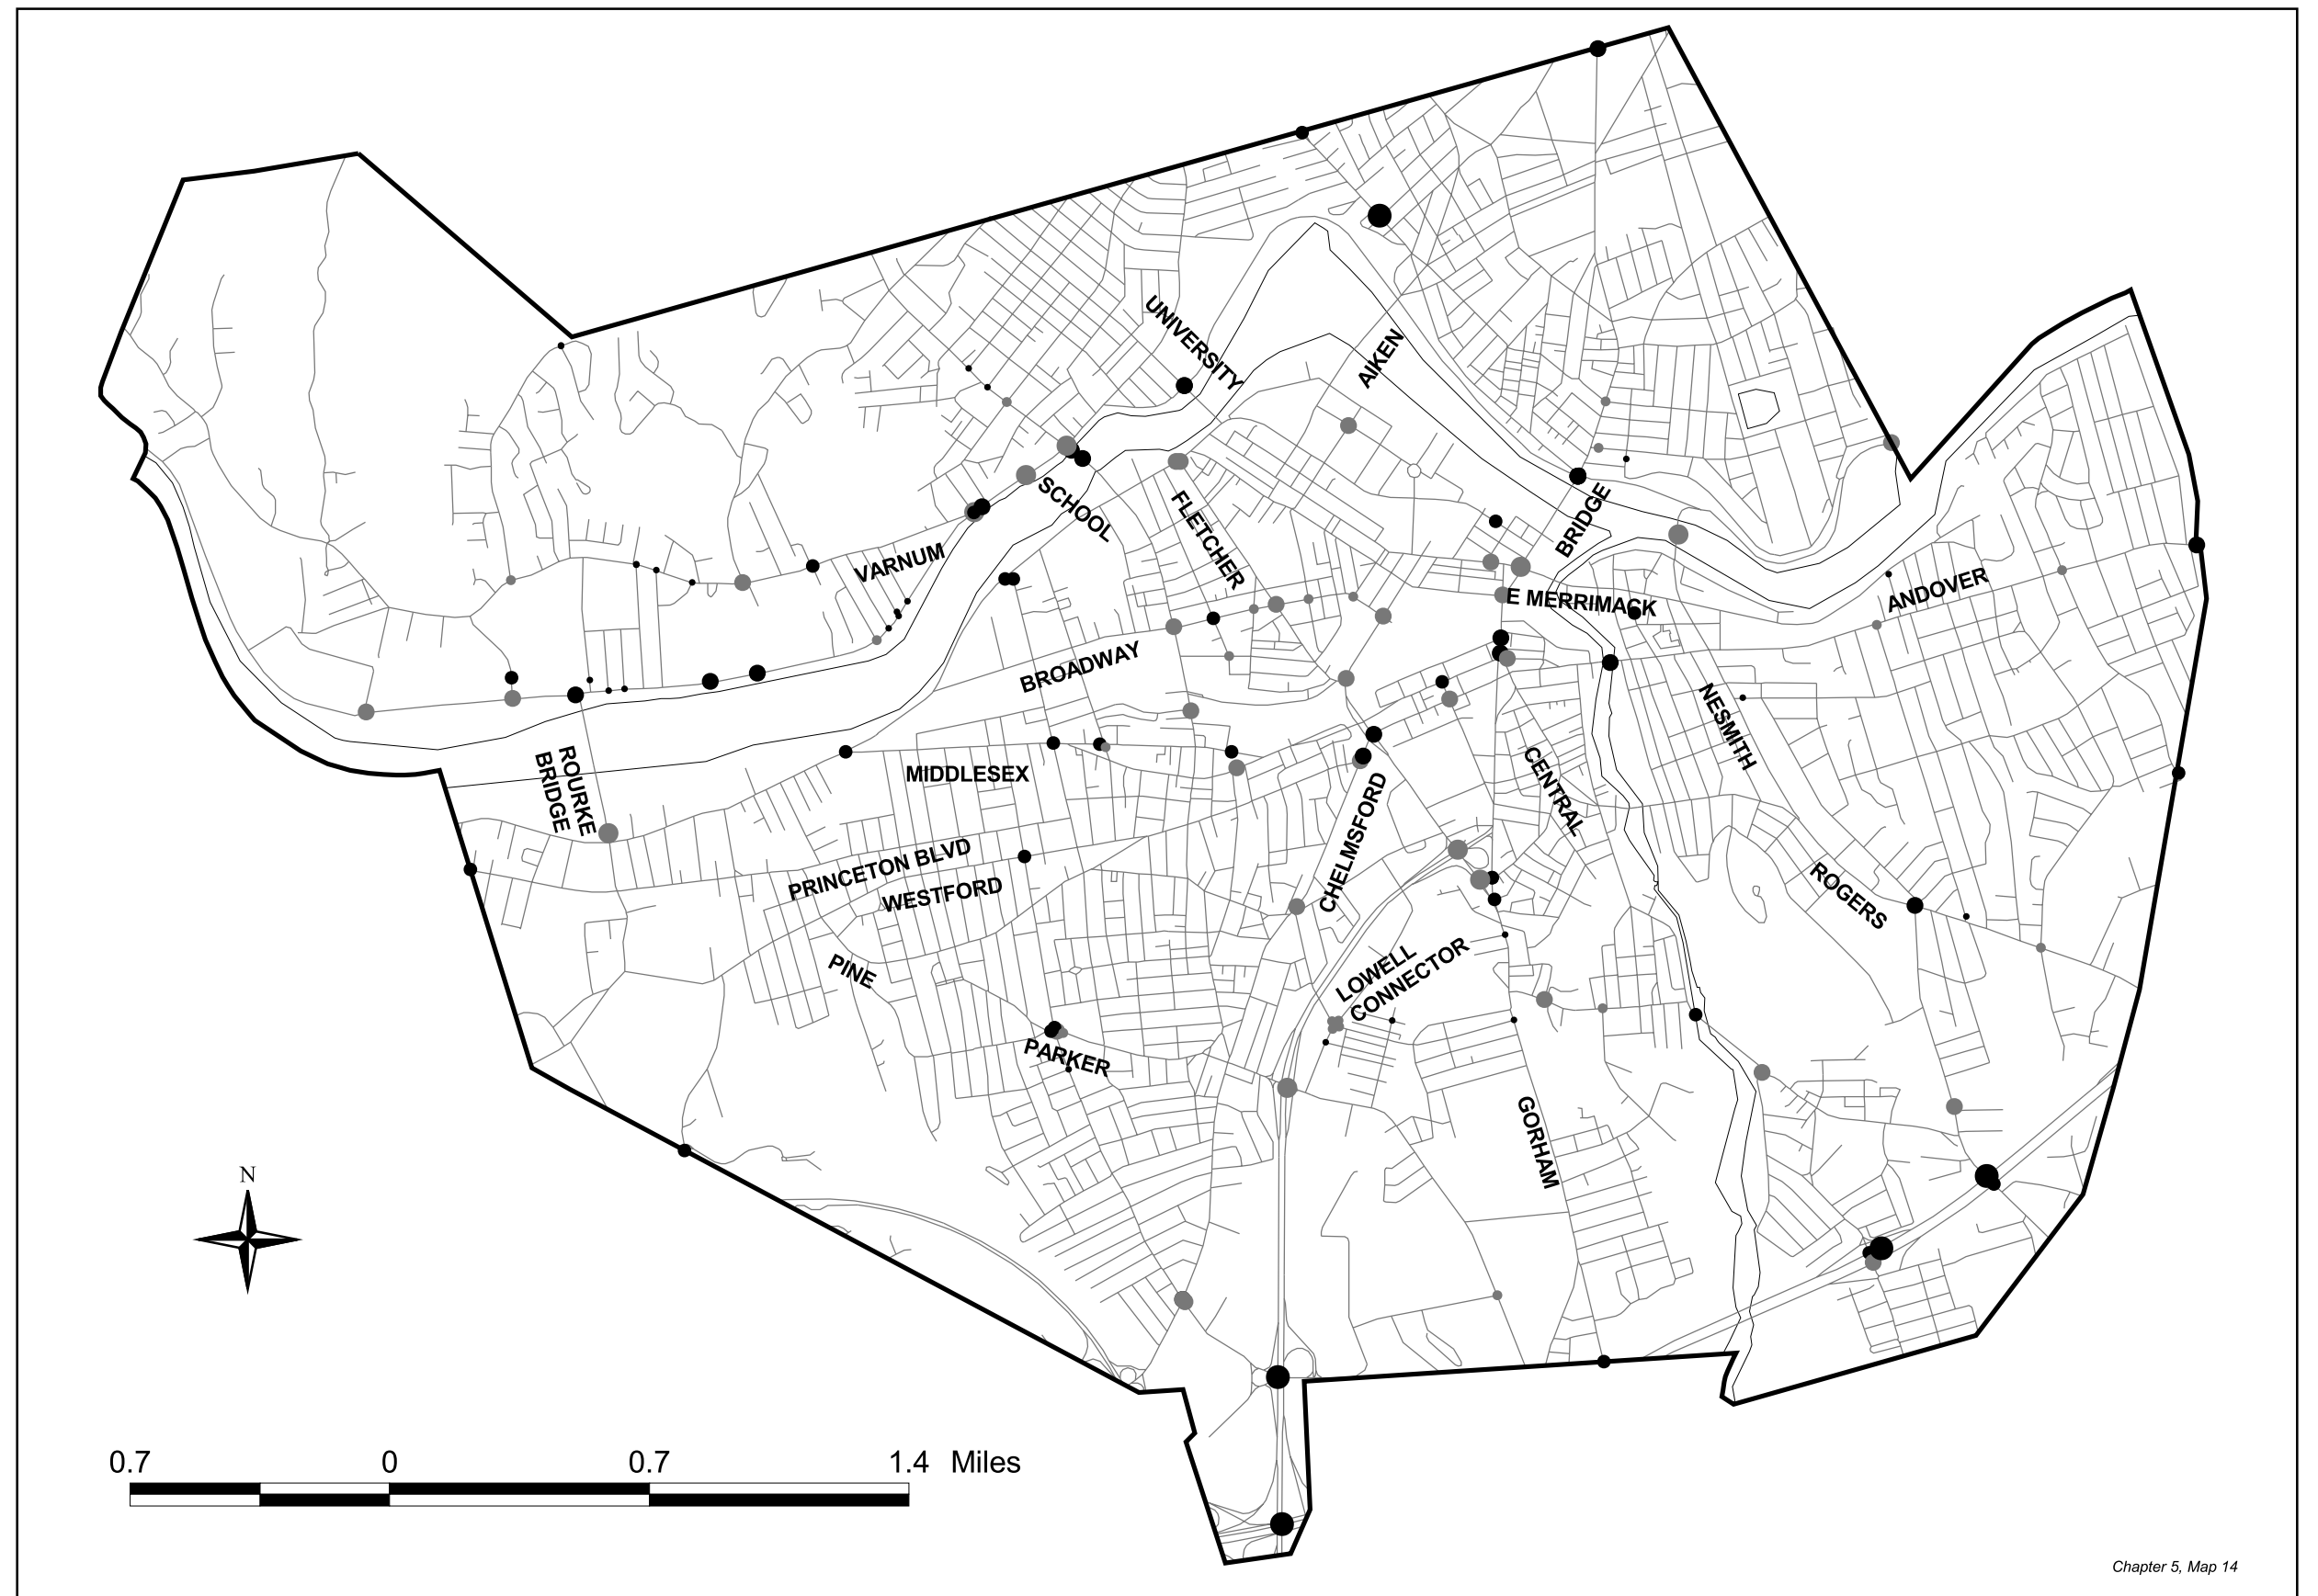 UNIVERSITY
AIKEN
SCHOOL
FLETCHER
BRIDGE
VARNUM
E MERRIMACK
ANDOVER
BROADWAY
NESMITH
ROURKE
BRIDGE
MIDDLESEX
CENTRAL
CHELMSFORD
PRINCETON BLVD
WESTFORD
ROGERS
PINE
LOWELL
CONNECTOR
PARKER
GORHAM
N
0.7 0 0.7 1.4 Miles
Chapter 5, Map 14